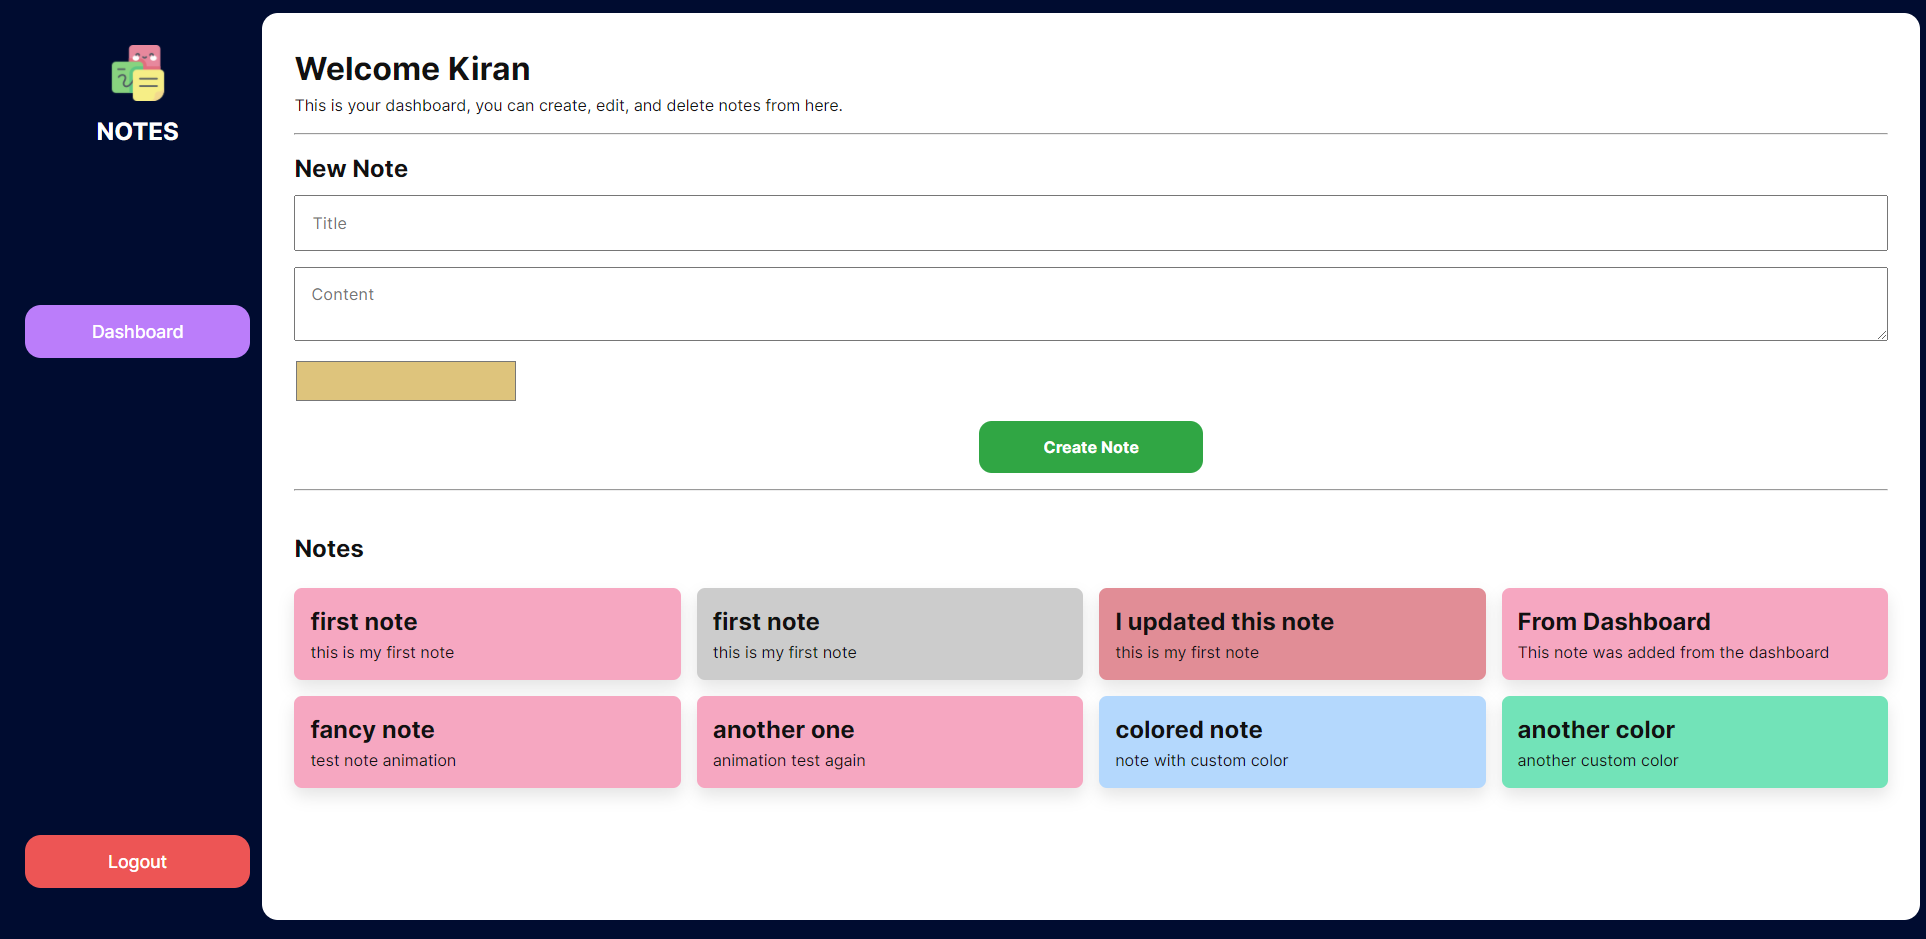 NOTES
Dashboard
Logout
Welcome Kiran
This is your dashboard, you can create, edit, and delete notes from here.
New Note
Title
Content
Create Note
Notes
first note
this is my first note
first note
this is my first note
I updated this note
this is my first note
From Dashboard
This note was added from the dashboard
fancy note
test note animation
another one
animation test again
colored note
note with custom color
another color
another custom color